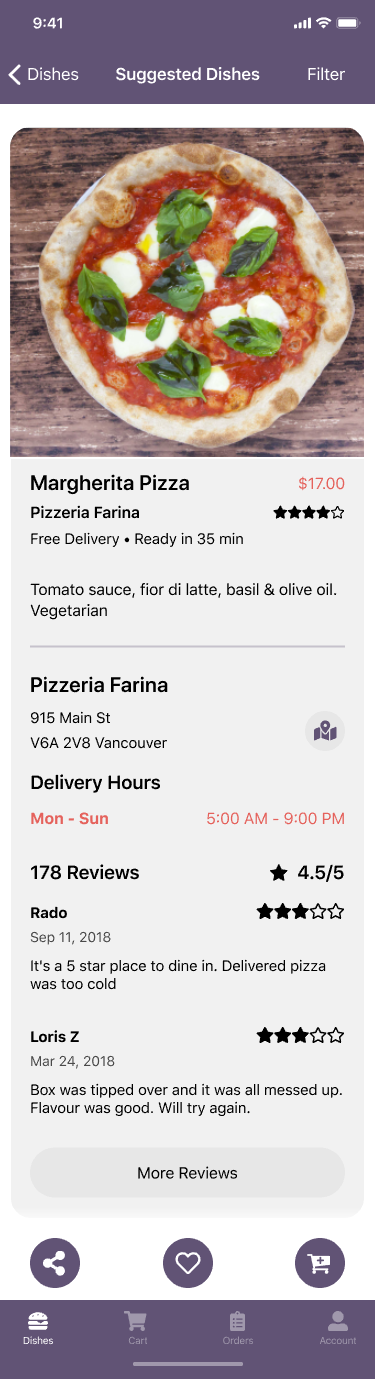 9:41
Dishes Suggested Dishes Filter
Margherita Pizza $17.00
Pizzeria Farina
Free Delivery • Ready in 35 min
Tomato sauce, fior di latte, basil & olive oil.
Vegetarian
Pizzeria Farina
915 Main St
V6A 2V8 Vancouver
Delivery Hours
Mon - Sun 5:00 AM - 9:00 PM
178 Reviews 4.5/5
Rado
Sep 11, 2018
It's a 5 star place to dine in. Delivered pizza
was too cold
Loris Z
Mar 24, 2018
Box was tipped over and it was all messed up.
Flavour was good. Will try again.
More Reviews
Dishes Cart Orders Account